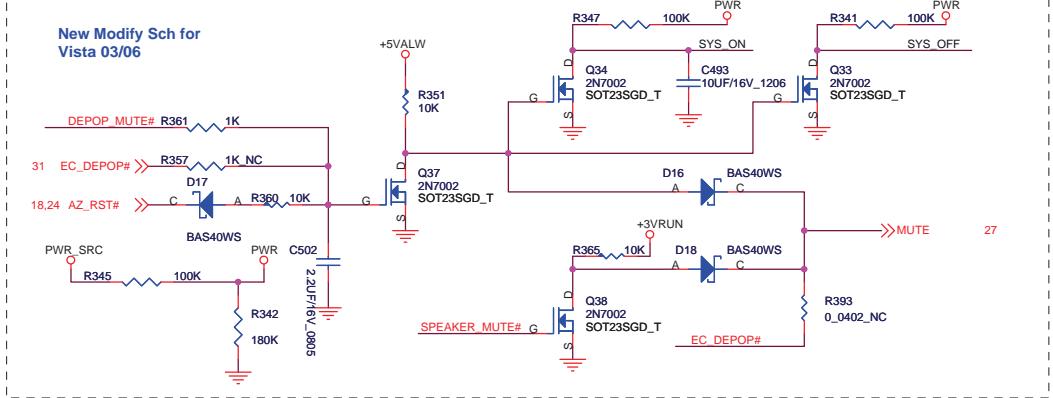 New Modify Sch for
Vista 03/06
+5VALW
R351
10K
R347
100K
PWR
SYS_ON
D
G
S
Q34
2N7002
SOT23SGD_T
C493
10UF/16V_1206
R341
100K
PWR
SYS_OFF
D
G
S
Q33
2N7002
SOT23SGD_T
DEPOP_MUTE#
R361
1K
31
EC_DEPOP#
R357
1K_NC
D17
18,24
AZ_RST#
C
A
R360
10K
BAS40WS
D
G
S
Q37
2N7002
SOT23SGD_T
D16
BAS40WS
A
C
C502
2.2UF/16V_0805
PWR_SRC
R345
100K
PWR
R342
180K
+3VRUN
R365
10K
D18
BAS40WS
A
C
MUTE
27
D
G
S
Q38
2N7002
SOT23SGD_T
SPEAKER_MUTE#
R393
0_0402_NC
EC_DEPOP#